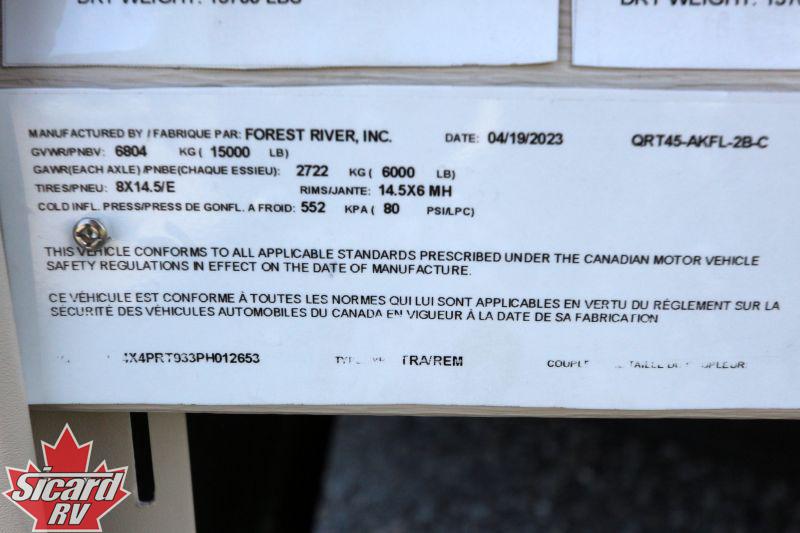 DRY WEIGHT:
DRY WEIGHT:
MANUFACTURED BY / FABRIQUE PAR: FOREST RIVER, INC. DATE: 04/19/2023 QRT45-AKFL-2B-C
GVWR/PNBV: 6804 KG ( 15000 LB)
GAWR(EACH AXLE) /PNBE(CHAQUE ESSIEU): 2722 KG ( 6000 LB)
TIRES/PNEU: 8X14.5/E RIMS/JANTE: 14.5X6 MH
COLD INFL. PRESS/PRESS DE GONFL. A FROID: 552 KPA ( 80 PSI/LPC)
THIS VEHICLE CONFORMS TO ALL APPLICABLE STANDARDS PRESCRIBED UNDER THE CANADIAN MOTOR VEHICLE
SAFETY REGULATIONS IN EFFECT ON THE DATE OF MANUFACTURE.
CE VÉHICULE EST CONFORME À TOUTES LES NORMES QUI LUI SONT APPLICABLES EN VERTU DU RÈGLEMENT SUR LA
SÉCURITÉ DES VÉHICULES AUTOMOBILES DU CANADA EN VIGUEUR À LA DATE DE SA FABRICATION
4X4PRT933PH012653 TRA/REM
Sicard
RV